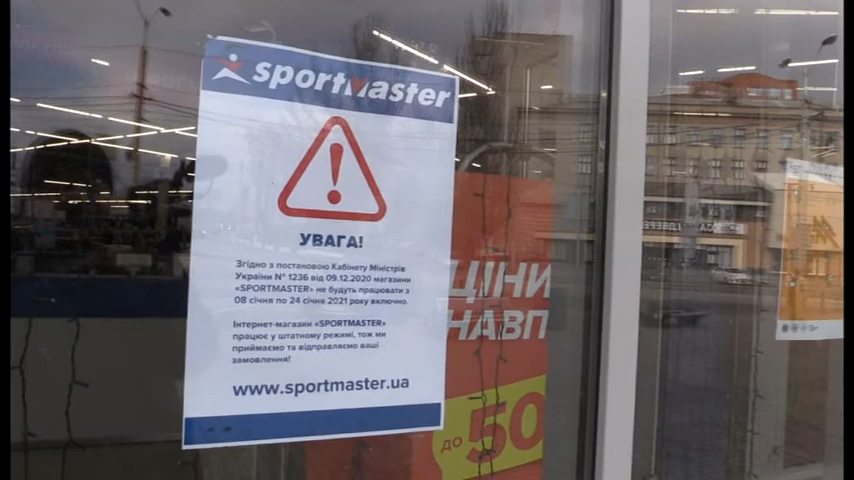 sportmaster
УВАГА!
Згідно з постановою Кабінету Міністрів
України № 1236 від 09.12.2020 магазини
«SPORTMASTER» не будуть працювати з
08 січня по 24 січня 2021 року включно.
Інтернет-магазин «SPORTMASTER»
працює у штатному режимі, тож ми
приймаємо та відправляємо ваші
замовлення!
www.sportmaster.ua
ЦІНИ
НАВП
ДО 50